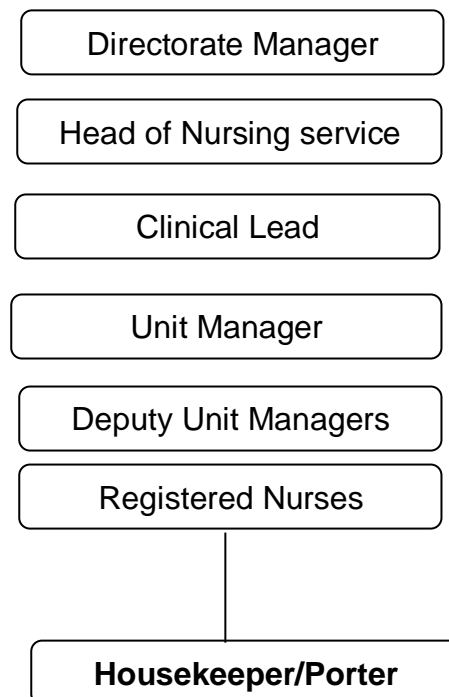 Directorate Manager
Head of Nursing service
Clinical Lead
Unit Manager
Deputy Unit Managers
Registered Nurses
Housekeeper/Porter